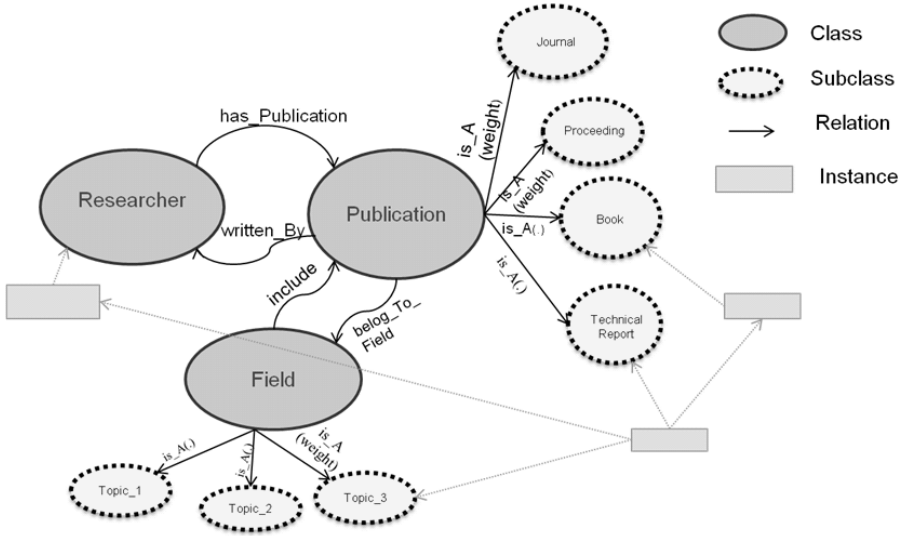 Journal
Class
Subclass
is_A
(weight)
has_Publication
Proceeding
Relation
is_A
(weight)
Instance
Researcher
Publication
Book
written_By
is_A(.)
include
is_A(.)
belog_To_
Field
Technical
Report
Field
is_A(.)
is_A(.)
is_A
(weight)
Topic_1
Topic_2
Topic_3